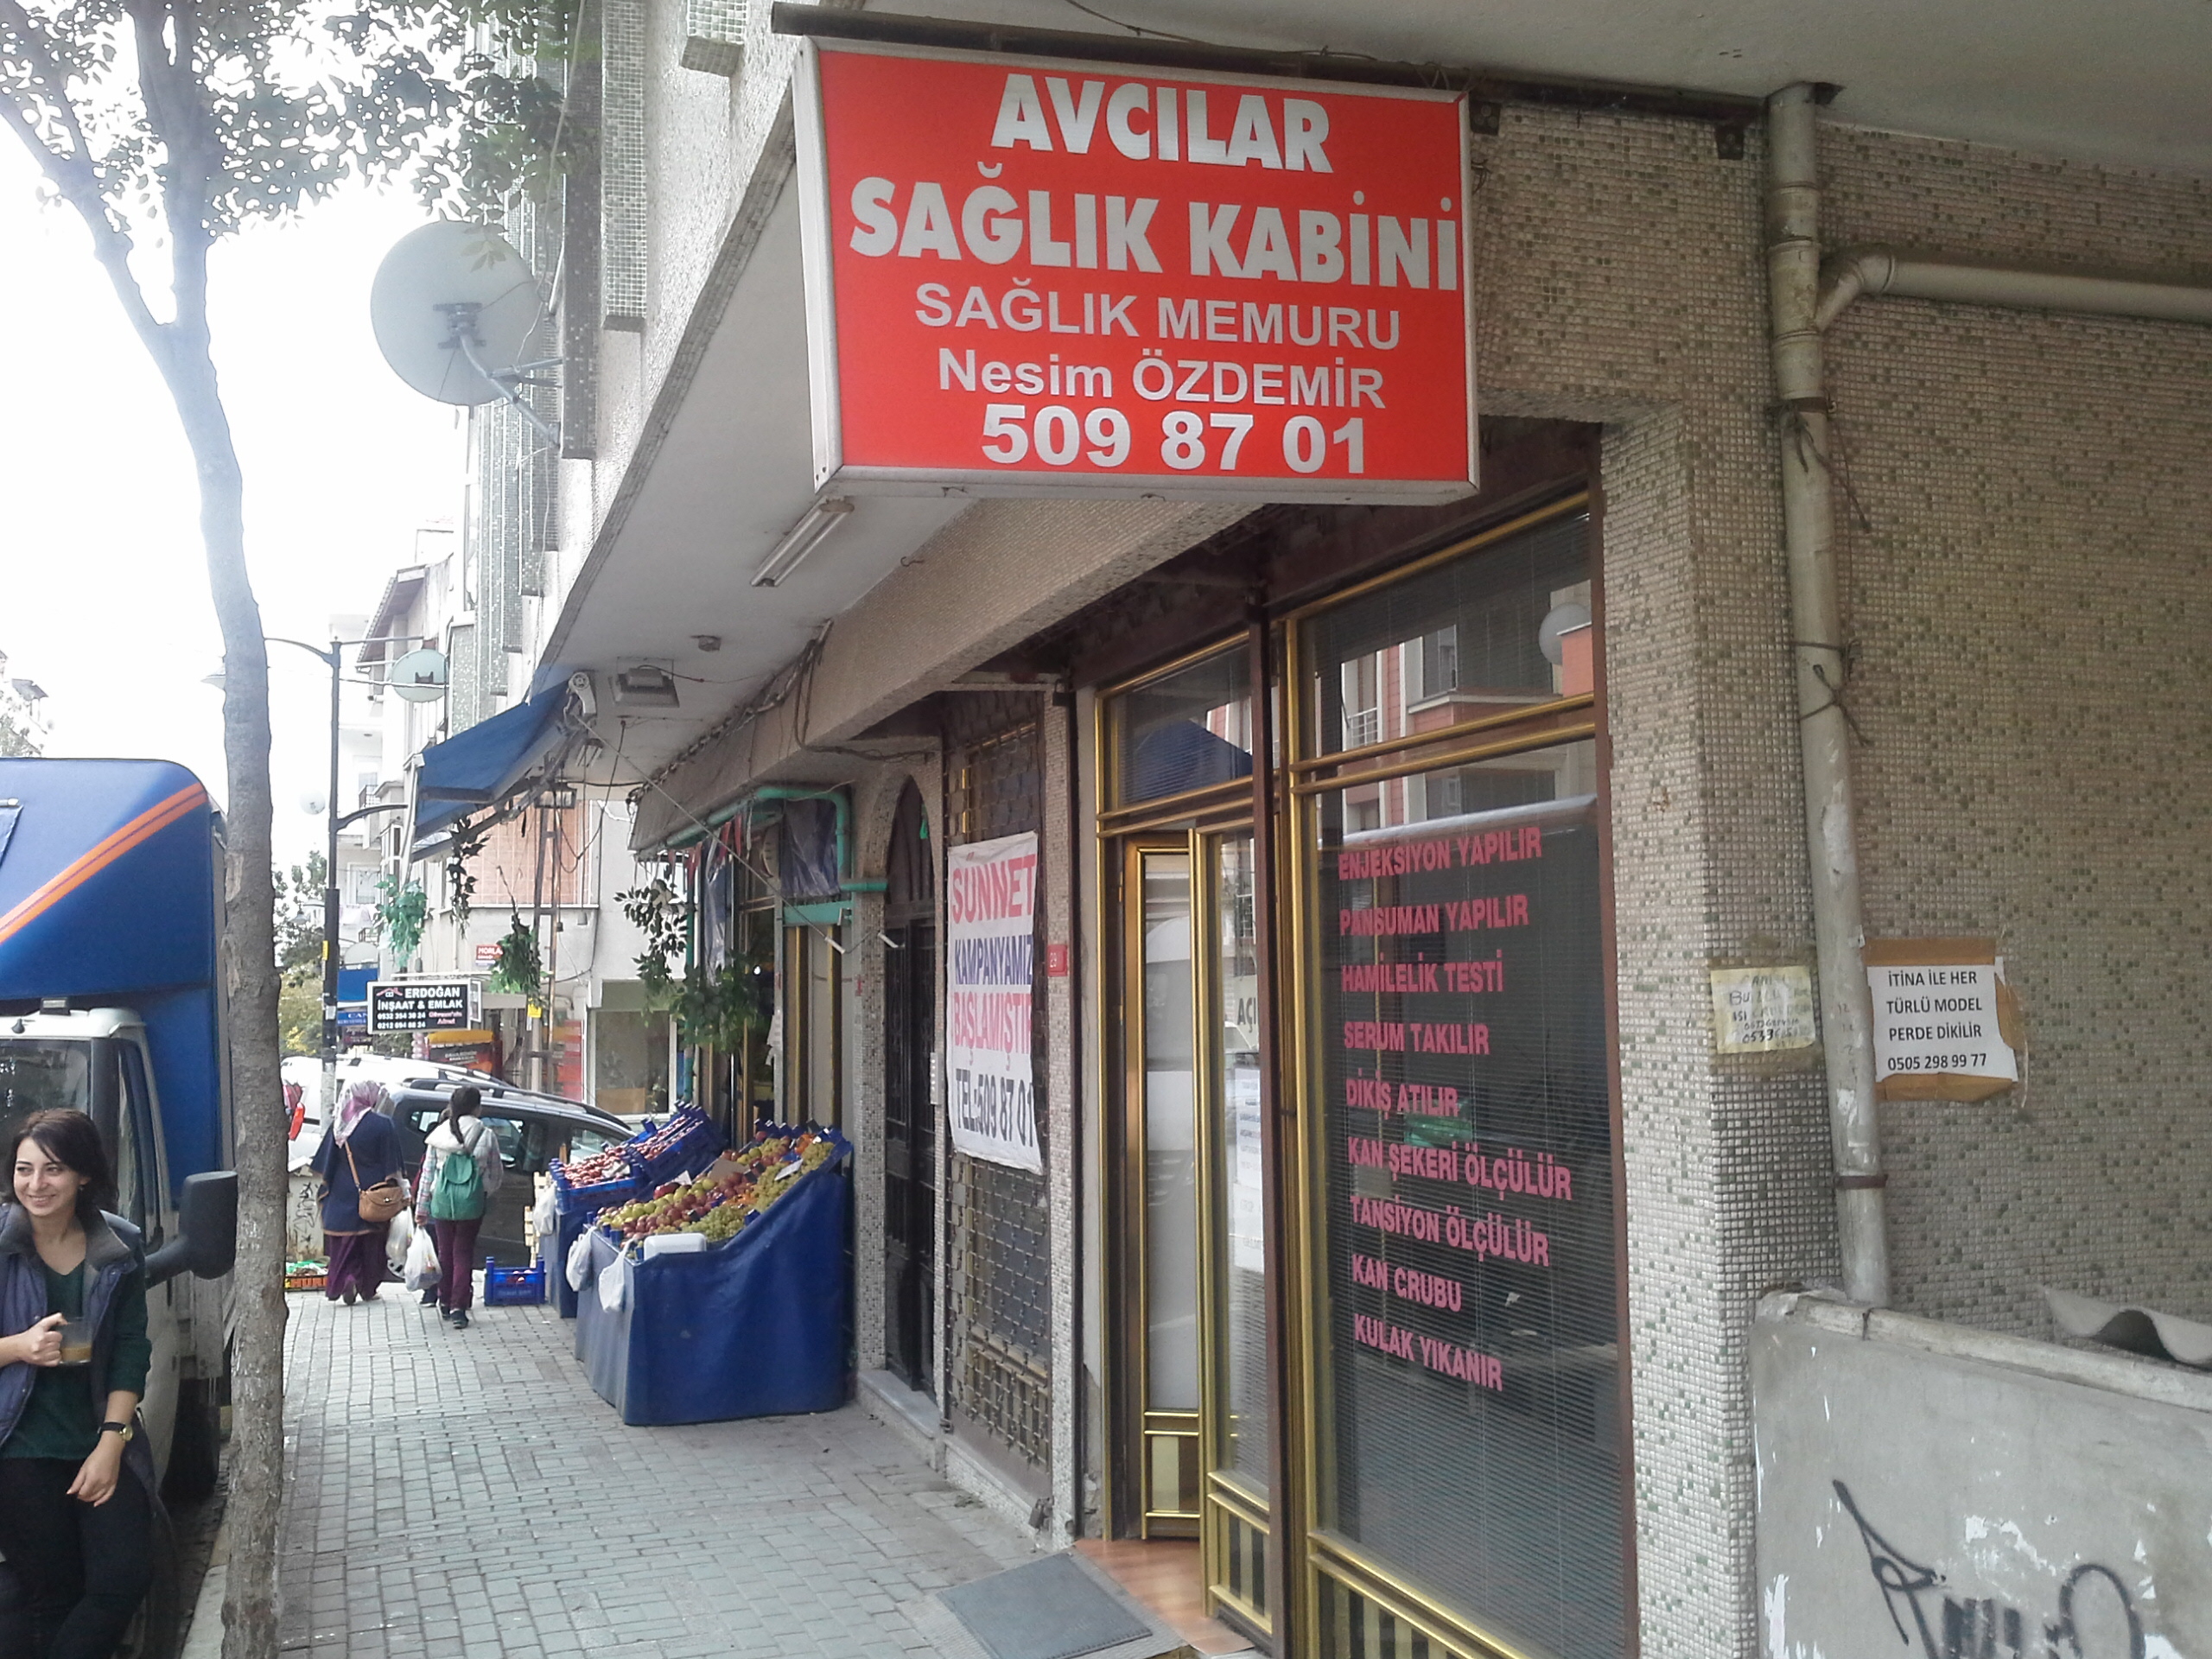 AVCILAR
SAĞLIK KABİNİ
SAĞLIK MEMURU
Nesim ÖZDEMİR
509 87 01
ENJEKSİYON YAPILIR
PANSUMAN YAPILIR
HAMİLELİK TESTİ
SERUM TAKILIR
DİKİŞ ATILIR
KAN ŞEKERİ ÖLÇÜLÜR
TANSİYON ÖLÇÜLÜR
KAN GRUBU
KULAK YIKANIR
SÜNNET
KAMPANYAMIZ
BAŞLAMIŞTIR
TEL:509 87 01
29
AÇI
İTİNA İLE HER
TÜRLÜ MODEL
PERDE DİKİLİR
0505 298 99 77
ERDOĞAN
İNŞAAT & EMLAK